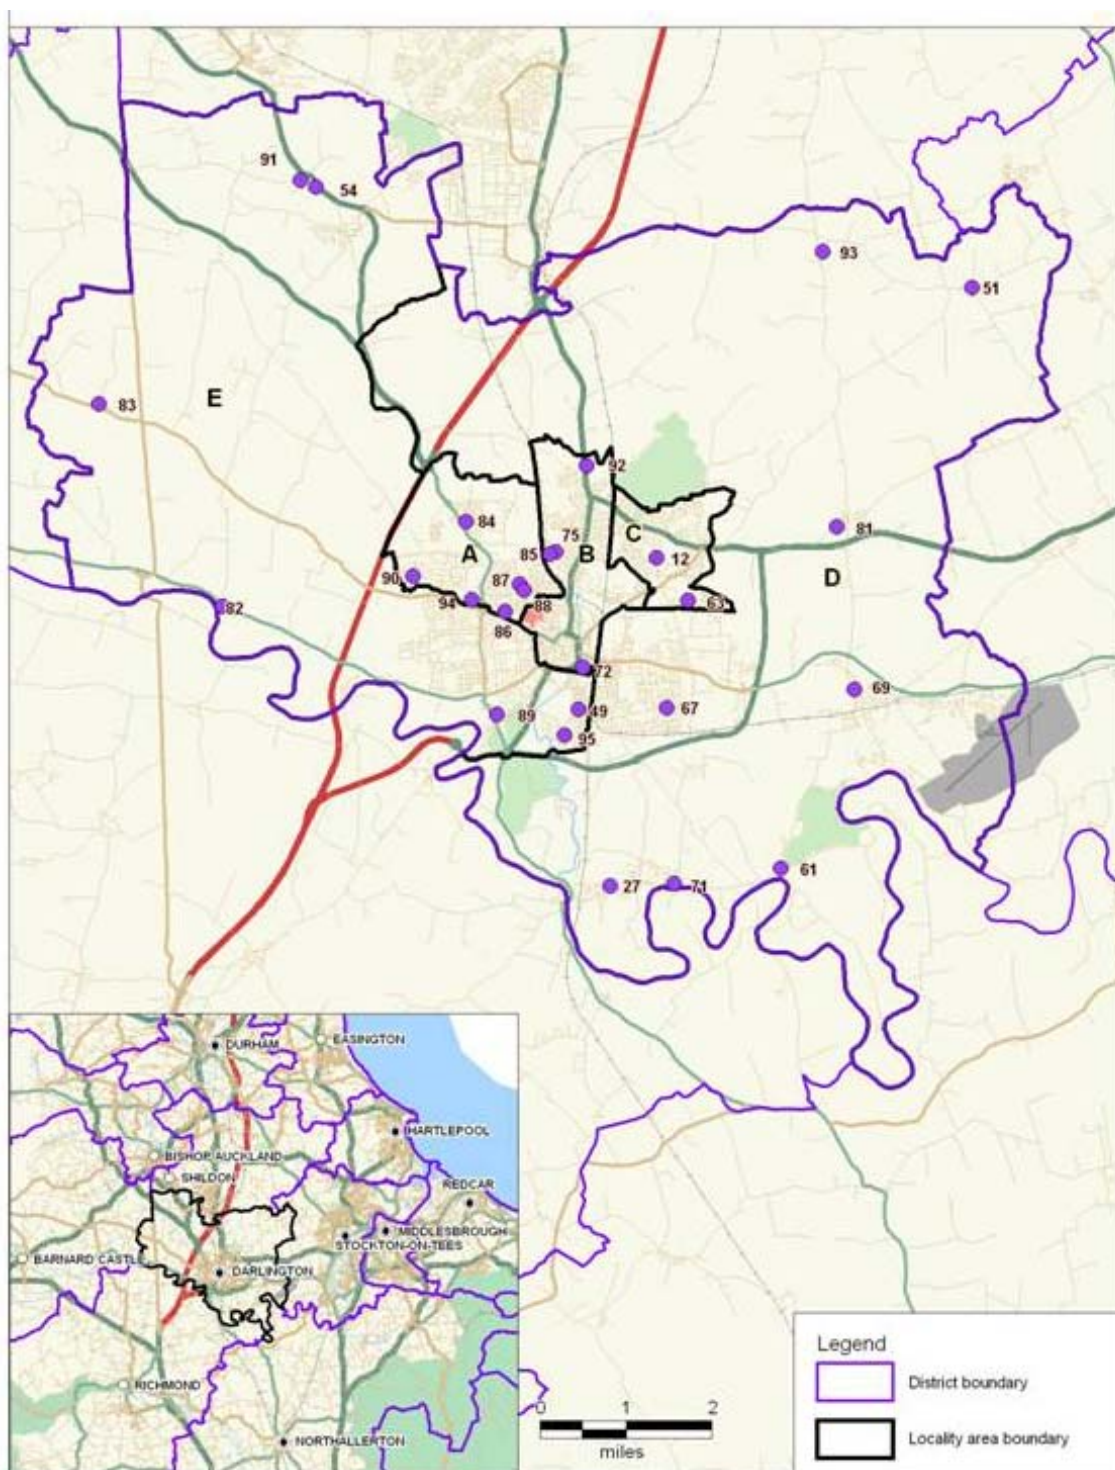 91
54
93
51
E
83
92
84
81
C
75
A
85
B
12
D
90
87
82
94
88
63
86
72
69
89
49
67
95
61
27
71
DURHAM
EASINGTON
HARTLEPOOL
BISHOP AUCKLAND
SHILDON
REDCAR
MIDDLESBROUGH
STOCKTON-ON-TEES
BARNARD CASTLE
DARLINGTON
RICHMOND
NORTHALLERTON
0 1 2
miles
Legend
District boundary
Locality area boundary